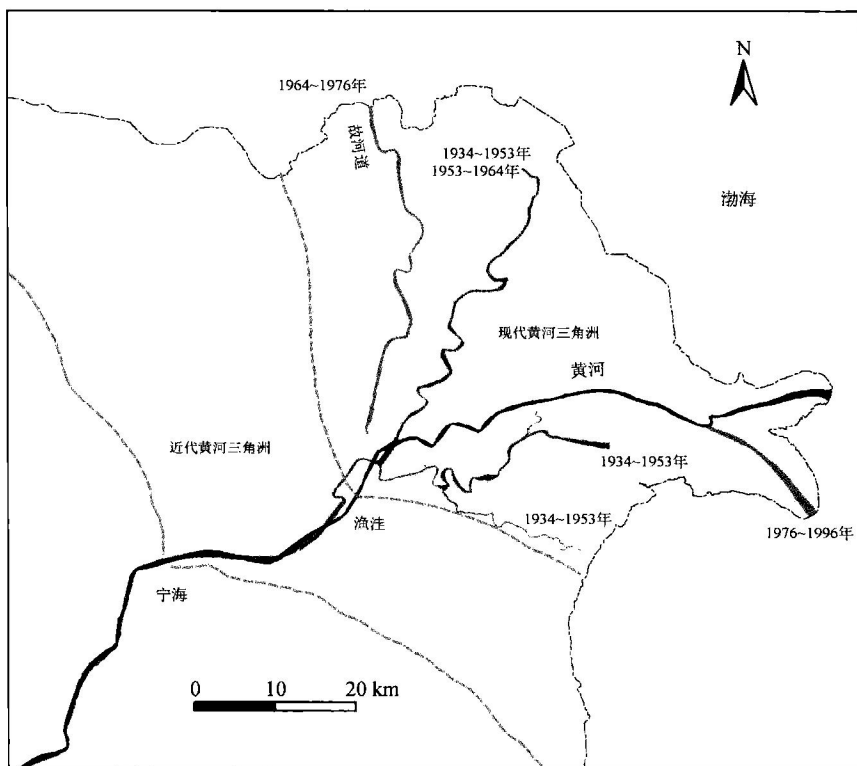 N
1964~1976年
故河道
1934~1953年
1953~1964年
渤海
现代黄河三角洲
黄河
近代黄河三角洲
1934~1953年
渔洼
1934~1953年
1976~1996年
宁海
0 10 20 km